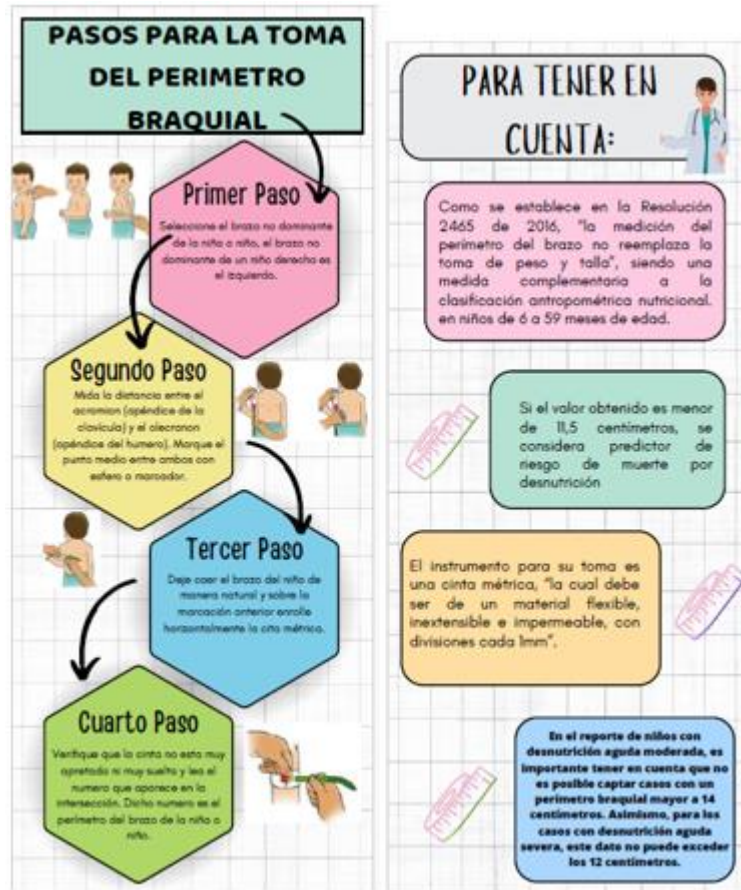 PASOS PARA LA TOMA
DEL PERIMETRO
BRAQUIAL
Primer Paso
Seleccione el brazo no dominante
de la niña o niño, el brazo no
dominante de un niño derecho es
el izquierdo.
Segundo Paso
Mida la distancia entre el
acromion (apéndice de la
clavícula) y el olecranon
(apéndice del humero). Marque el
punto medio entre ambos con
esfero o marcador.
Tercer Paso
Deje caer el brazo del niño de
manera natural y sobre la
marcación anterior enrolle
horizontalmente la cita métrica.
Cuarto Paso
Verifique que la cinta no esta muy
apretada ni muy suelta y lea el
numero que aparece en la
intersección. Dicho numero es el
perímetro del brazo de la niña o
niño.
PARA TENER EN
CUENTA:
Como se establece en la Resolución
2465 de 2016, "la medición del
perímetro del brazo no reemplaza la
toma de peso y talla", siendo una
medida complementaria a la
clasificación antropométrica nutricional.
en niños de 6 a 59 meses de edad.
Si el valor obtenido es menor
de 11,5 centímetros, se
considera predictor de
riesgo de muerte por
desnutrición
El instrumento para su toma es
una cinta métrica, "la cual debe
ser de un material flexible,
inextensible e impermeable, con
divisiones cada 1mm".
En el reporte de niños con
desnutrición aguda moderada, es
importante tener en cuenta que no
es posible captar casos con un
perímetro braquial mayor a 14
centímetros. Asimismo, para los
casos con desnutrición aguda
severa, este dato no puede exceder
los 12 centímetros.